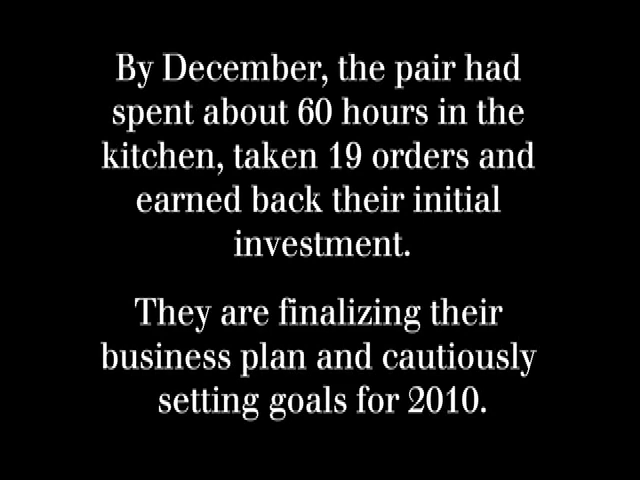 By December, the pair had
spent about 60 hours in the
kitchen, taken 19 orders and
earned back their initial
investment.
They are finalizing their
business plan and cautiously
setting goals for 2010.